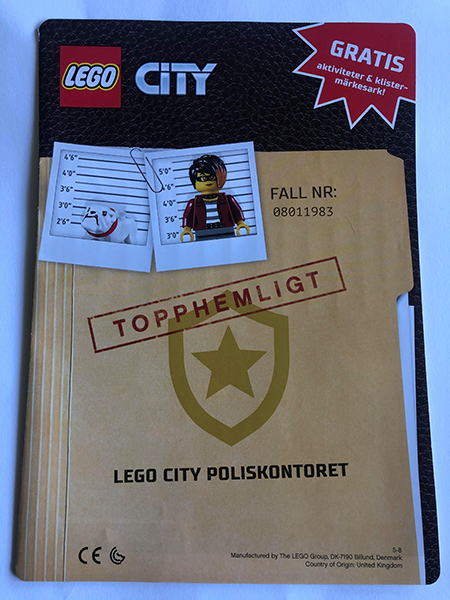 LEGO
CITY
GRATIS
aktiviteter & klister-
märkesark!
4'6"
4'0"
3'6"
3'0"
2'6"
5'0"
4'6"
4'0"
3'6"
3'0"
FALL NR:
08011983
TOPPHEMLIGT
LEGO CITY POLISKONTORET
CE
5-8
Manufactured by The LEGO Group, DK-7190 Billund, Denmark
Country of Origin: United Kingdom